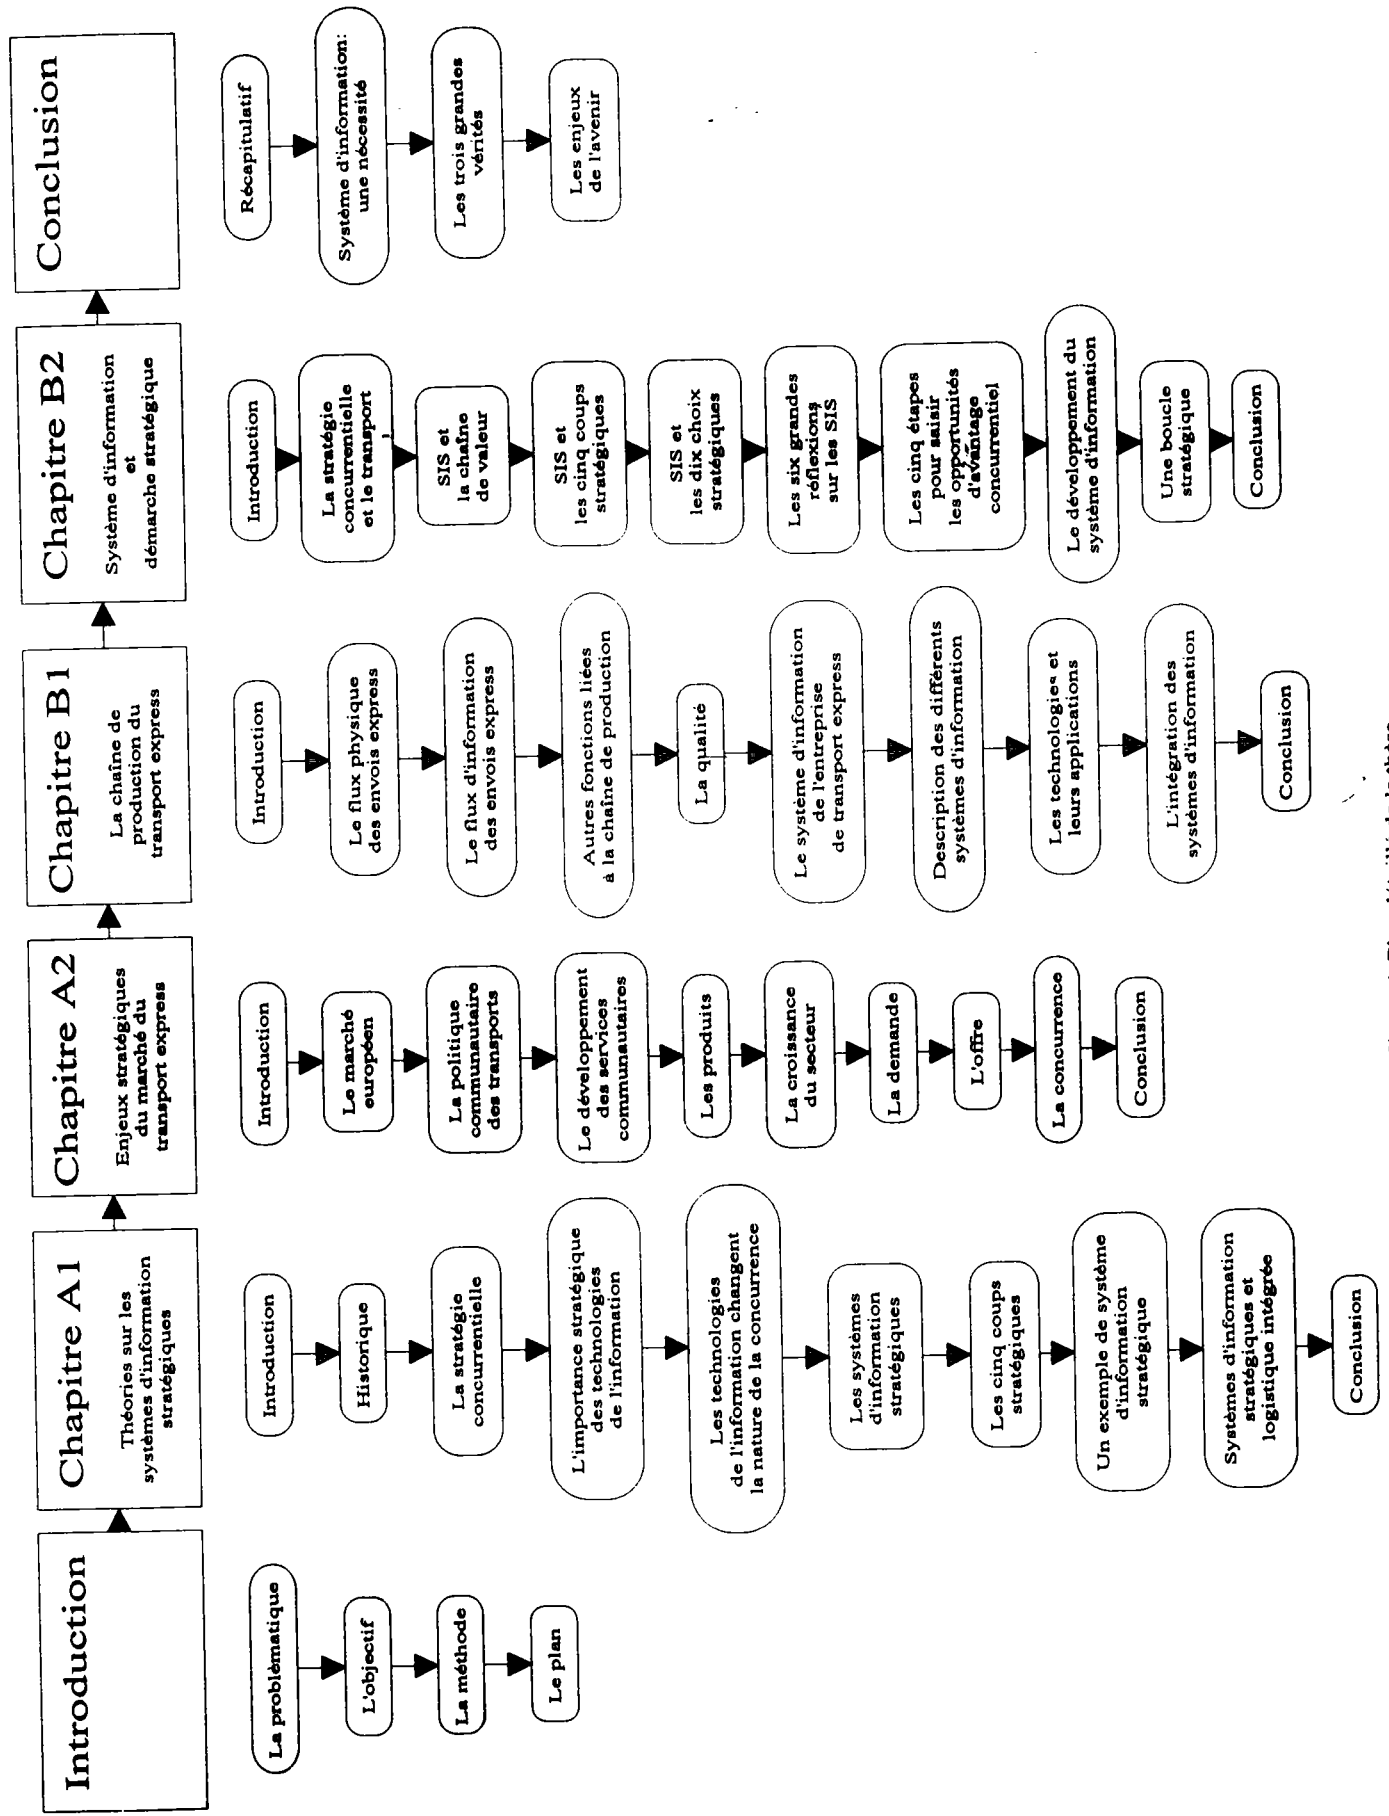 Introduction
La problématique
L'objectif
La méthode
Le plan
Chapitre A1
Théories sur les
systèmes d'information
stratégiques
Introduction
Historique
La stratégie
concurrentielle
L'importance stratégique
des technologies
de l'information
Les technologies
de l'information changent
la nature de la concurrence
Les systèmes
d'information
stratégiques
Les cinq coups
stratégiques
Un exemple de système
d'information
stratégique
Systèmes d'information
stratégiques et
logistique intégrée
Conclusion
Chapitre A2
Enjeux stratégiques
du marché du
transport express
Introduction
Le marché
européen
La politique
communautaire
des transports
Le développement
des services
communautaires
Les produits
La croissance
du secteur
La demande
L'offre
La concurrence
Conclusion
Chapitre B1
La chaîne de
production du
transport express
Introduction
Le flux physique
des envois express
Le flux d'information
des envois express
Autres fonctions liées
à la chaîne de production
La qualité
Le système d'information
de l'entreprise
de transport express
Description des différents
systèmes d'information
Les technologies et
leurs applications
L'intégration des
systèmes d'information
Conclusion
Chapitre B2
Système d'information
et
démarche stratégique
Introduction
La stratégie
concurrentielle
et le transport
SIS et
la chaîne
de valeur
SIS et
les cinq coups
stratégiques
SIS et
les dix choix
stratégiques
Les six grandes
réflexions
sur les SIS
Les cinq étapes
pour saisir
les opportunités
d'avantage
concurrentiel
Le développement du
système d'information
Une boucle
stratégique
Conclusion
Conclusion
Récapitulatif
Système d'information:
une nécessité
Les trois grandes
vérités
Les enjeux
de l'avenir